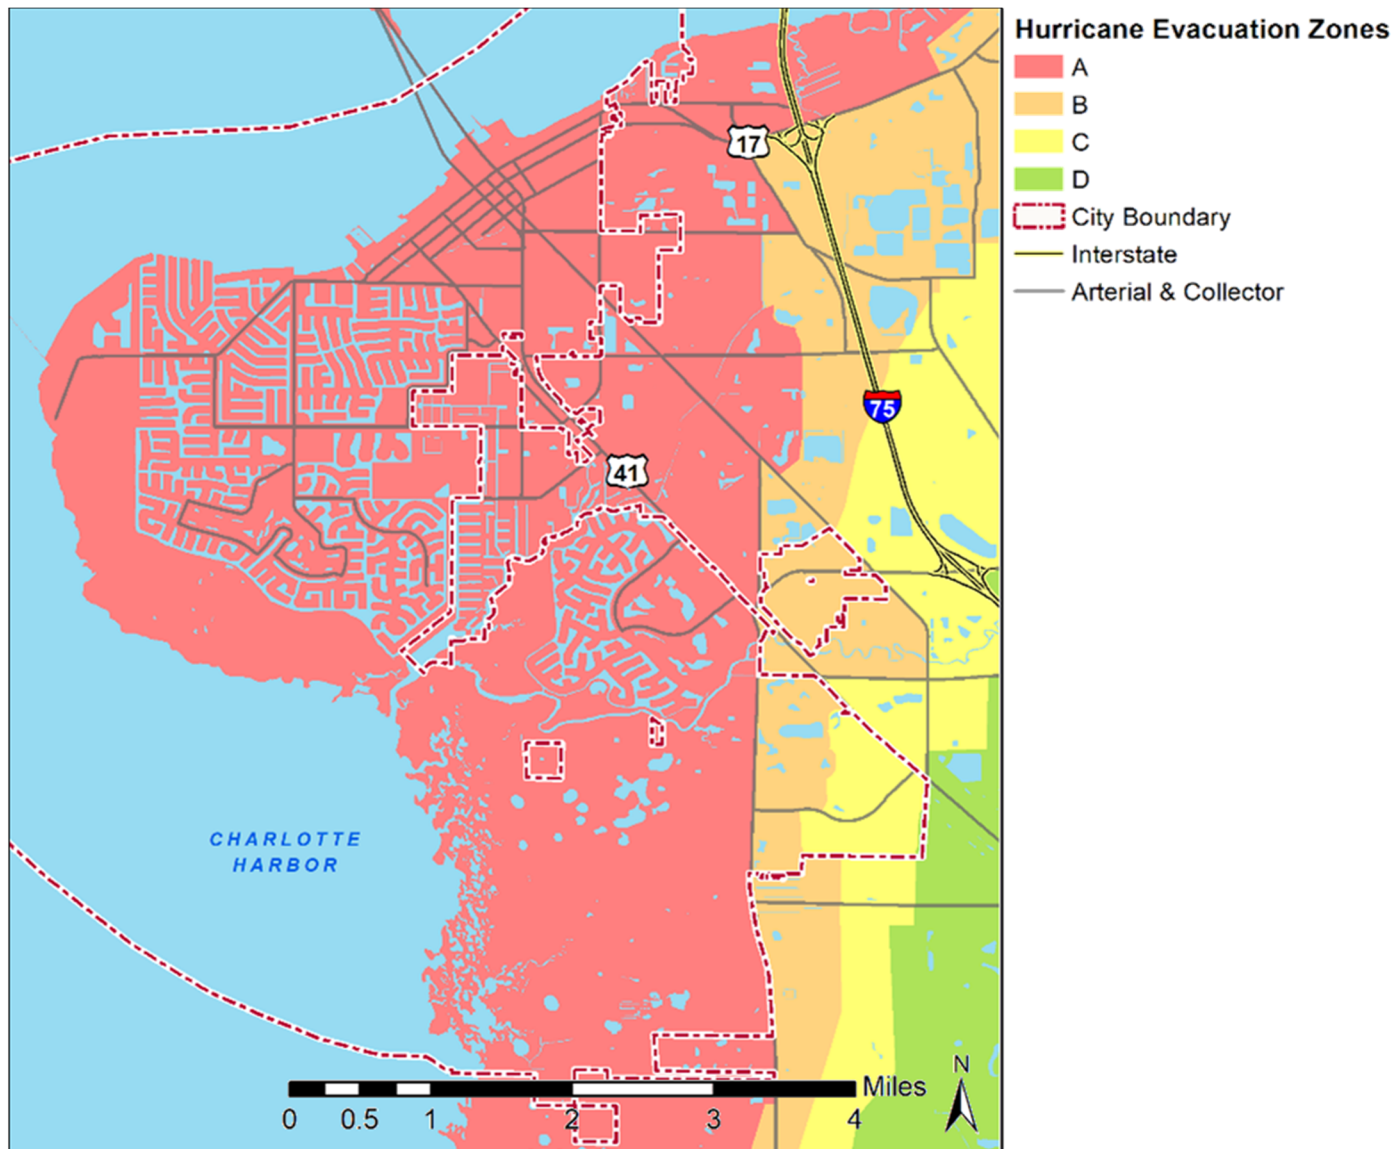 Hurricane Evacuation Zones
A
B
C
D
City Boundary
Interstate
Arterial & Collector
17
75
41
CHARLOTTE
HARBOR
N
Miles
0 0.5 1 2 3 4